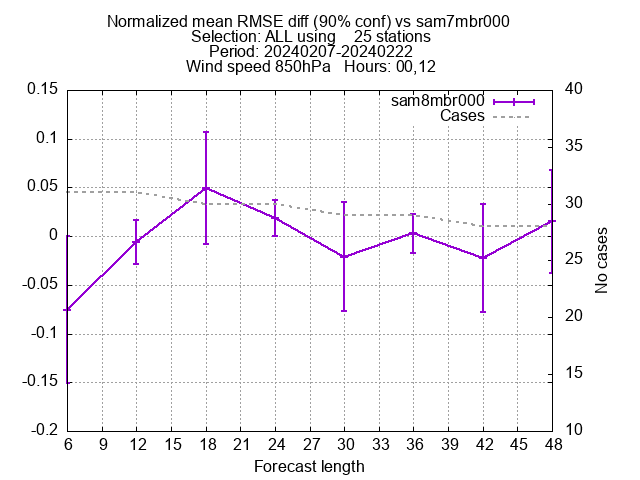 Normalized mean RMSE diff (90% conf) vs sam7mbr000
Selection: ALL using    25 stations
Period: 20240207-20240222
Wind speed 850hPa   Hours: 00,12
sam8mbr000
Cases
0.15
0.1
0.05
0
-0.05
-0.1
-0.15
-0.2
40
35
30
25
20
15
10
No cases
6 9 12 15 18 21 24 27 30 33 36 39 42 45 48
Forecast length